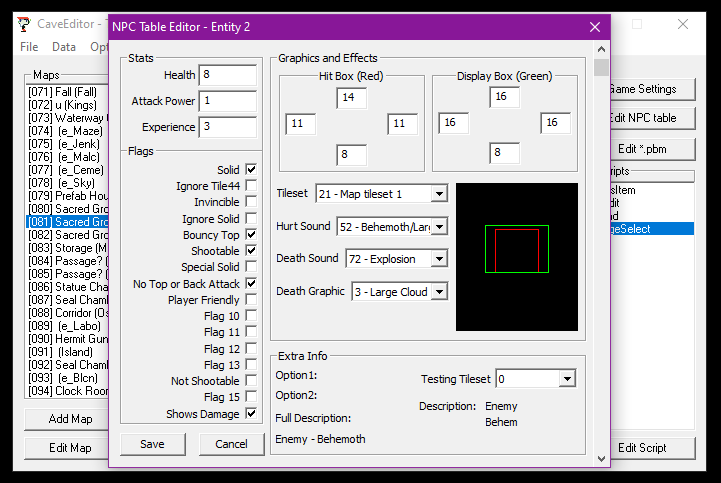 CaveEditor - T
NPC Table Editor - Entity 2
File Data Opt
Maps
[071] Fall (Fall)
[072] u (Kings)
[073] Waterway
[074] (e_Maze)
[075] (e_Jenk)
[076] (e_Malc)
[077] (e_Ceme)
[078] (e_Sky)
[079] Prefab Hou
[080] Sacred Gro
[081] Sacred Gro
[082] Sacred Gro
[083] Storage (M
[084] Passage? (
[085] Passage? (
[086] Statue Cha
[087] Seal Cham
[088] Corridor (Os
[089] (e_Labo)
[090] Hermit Gun
[091] (Island)
[092] Seal Cham
[093] (e_Blcn)
[094] Clock Room
Add Map
Edit Map
Stats
Health 8
Attack Power 1
Experience 3
Flags
Solid
Ignore Tile44
Invincible
Ignore Solid
Bouncy Top
Shootable
Special Solid
No Top or Back Attack
Player Friendly
Flag 10
Flag 11
Flag 12
Flag 13
Not Shootable
Flag 15
Shows Damage
Save Cancel
Graphics and Effects
Hit Box (Red)
14
11 11
8
Display Box (Green)
16
16 16
8
Tileset 21 - Map tileset 1
Hurt Sound 52 - Behemoth/Larg
Death Sound 72 - Explosion
Death Graphic 3 - Large Cloud
Extra Info
Option1:
Option2:
Full Description:
Enemy - Behemoth
Testing Tileset 0
Description: Enemy
Behem
Game Settings
Edit NPC table
Edit *.pbm
ripts
sItem
dit
d
geSelect
Edit Script